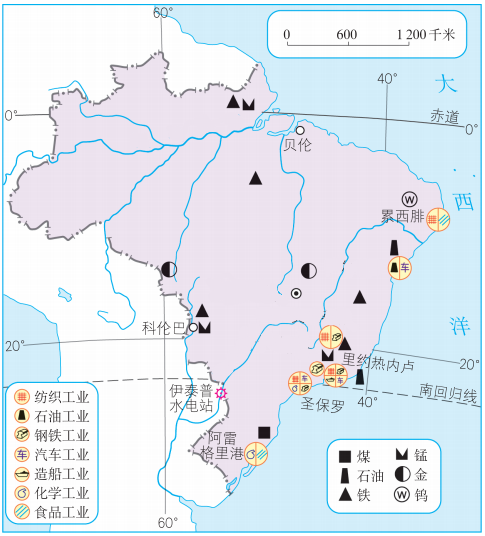 60°
0 600 1 200 千米
40°
大
0°
赤道
0°
贝伦
西
W
累西腓
车
科伦巴
洋
20°
里约热内卢
20°
伊泰普
水电站
车
车
圣保罗
40°
南回归线
阿雷
格里港
纺织工业
石油工业
钢铁工业
车 汽车工业
造船工业
化学工业
食品工业
煤 锰
石油 金
铁 W 钨
60°